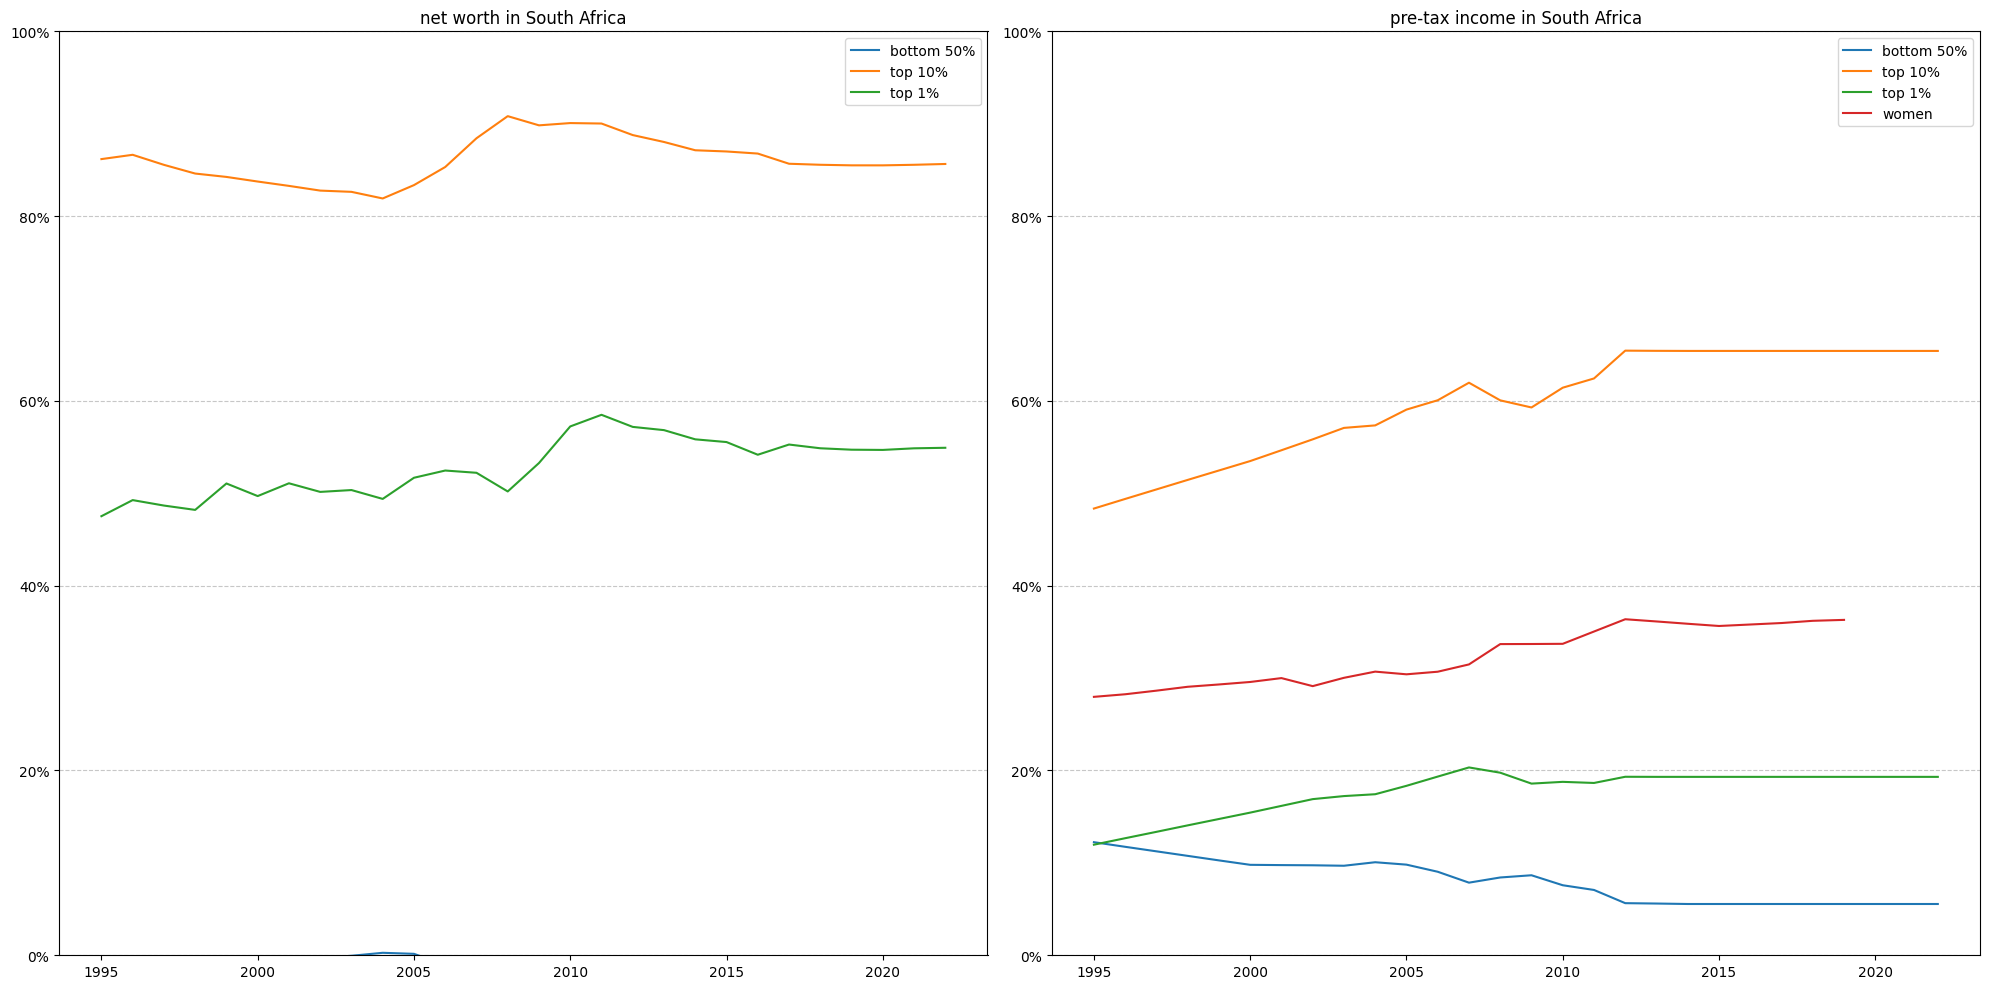 net worth in South Africa
100%
80%
60%
40%
20%
0%
bottom 50%
top 10%
top 1%
1995 2000 2005 2010 2015 2020
pre-tax income in South Africa
100%
80%
60%
40%
20%
0%
bottom 50%
top 10%
top 1%
women
1995 2000 2005 2010 2015 2020